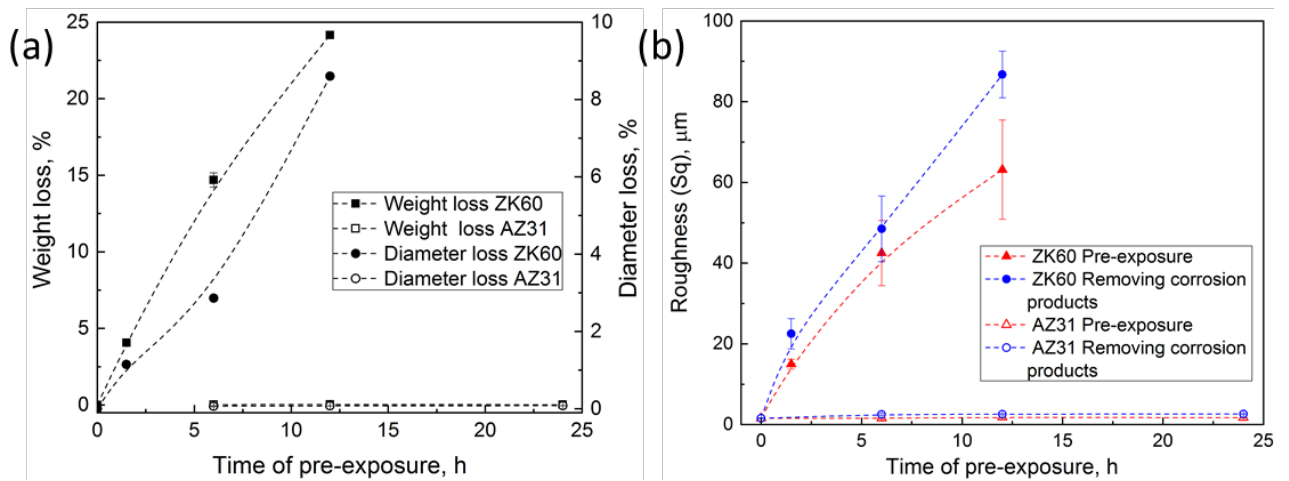 (a)
25
20
15
10
5
0
Weight loss, %
10
8
6
4
2
0
Diameter loss, %
Weight loss ZK60
Weight loss AZ31
Diameter loss ZK60
Diameter loss AZ31
0 5 10 15 20 25
Time of pre-exposure, h
(b)
100
80
60
40
20
0
Roughness (Sq), μm
ZK60 Pre-exposure
ZK60 Removing corrosion
products
AZ31 Pre-exposure
AZ31 Removing corrosion
products
0 5 10 15 20 25
Time of pre-exposure, h